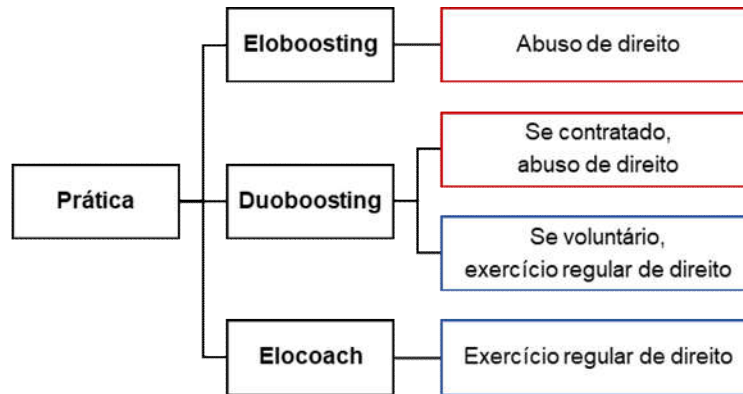 Eloboosting
Abuso de direito
Prática
Duoboosting
Se contratado,
abuso de direito
Se voluntário,
exercício regular de direito
Elocoach
Exercício regular de direito